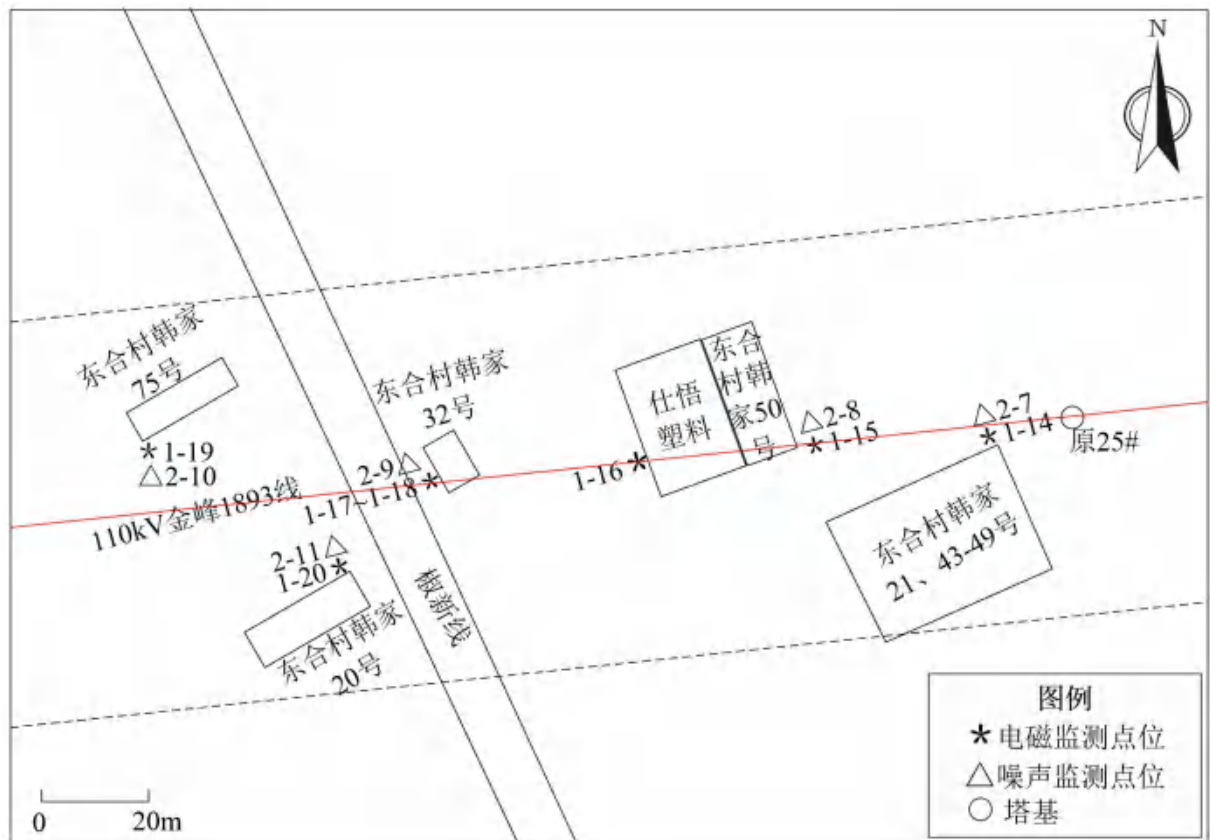 N
东合村韩家
75号
东合村韩家
32号
仕悟
塑料
东合
村韩
家50
号
2-8
1-15
2-7
1-14
原25#
1-19
2-10
2-9
1-17~1-18
1-16
110kV金峰1893线
2-11
1-20
东合村韩家
20号
椒新线
东合村韩家
21、43-49号
图例
电磁监测点位
噪声监测点位
塔基
0 20m